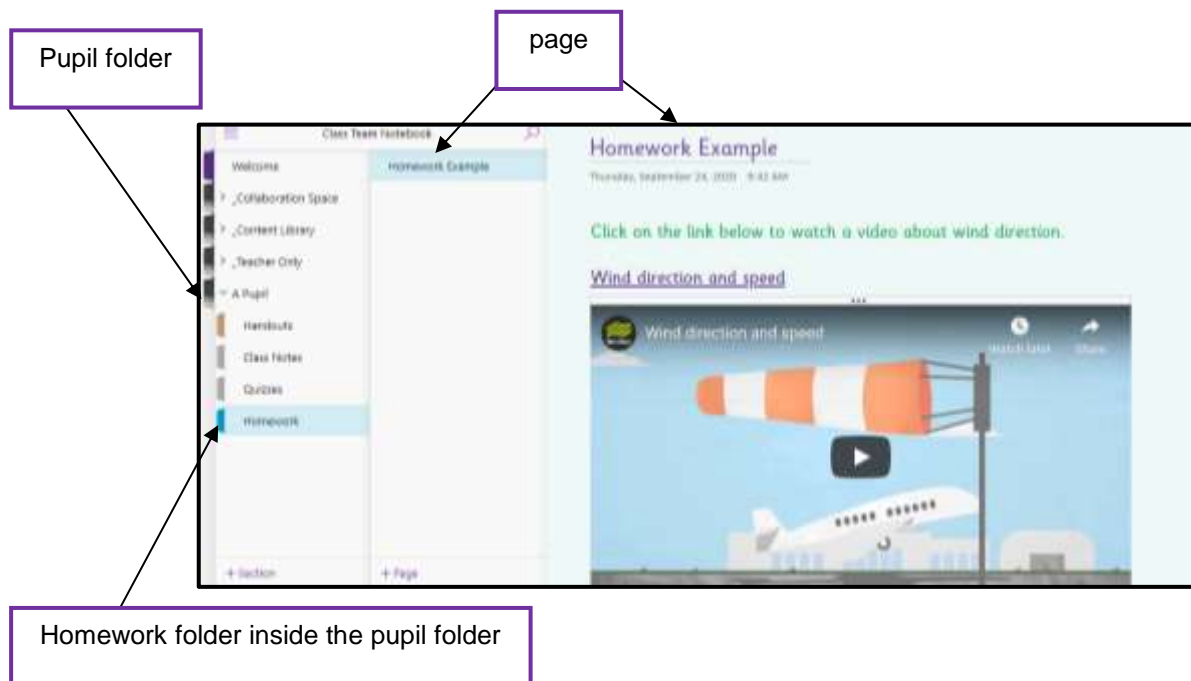 Pupil folder
page
Class Team Notebook
Welcome
_Collaboration Space
_Content Library
_Teacher Only
A Pupil
Handouts
Class Notes
Quizzes
Homework
+ Section
Homework Example
+ Page
Homework Example
Thursday, September 24, 2020 9:42 AM
Click on the link below to watch a video about wind direction.
Wind direction and speed
Wind direction and speed
Watch later
Share
Homework folder inside the pupil folder